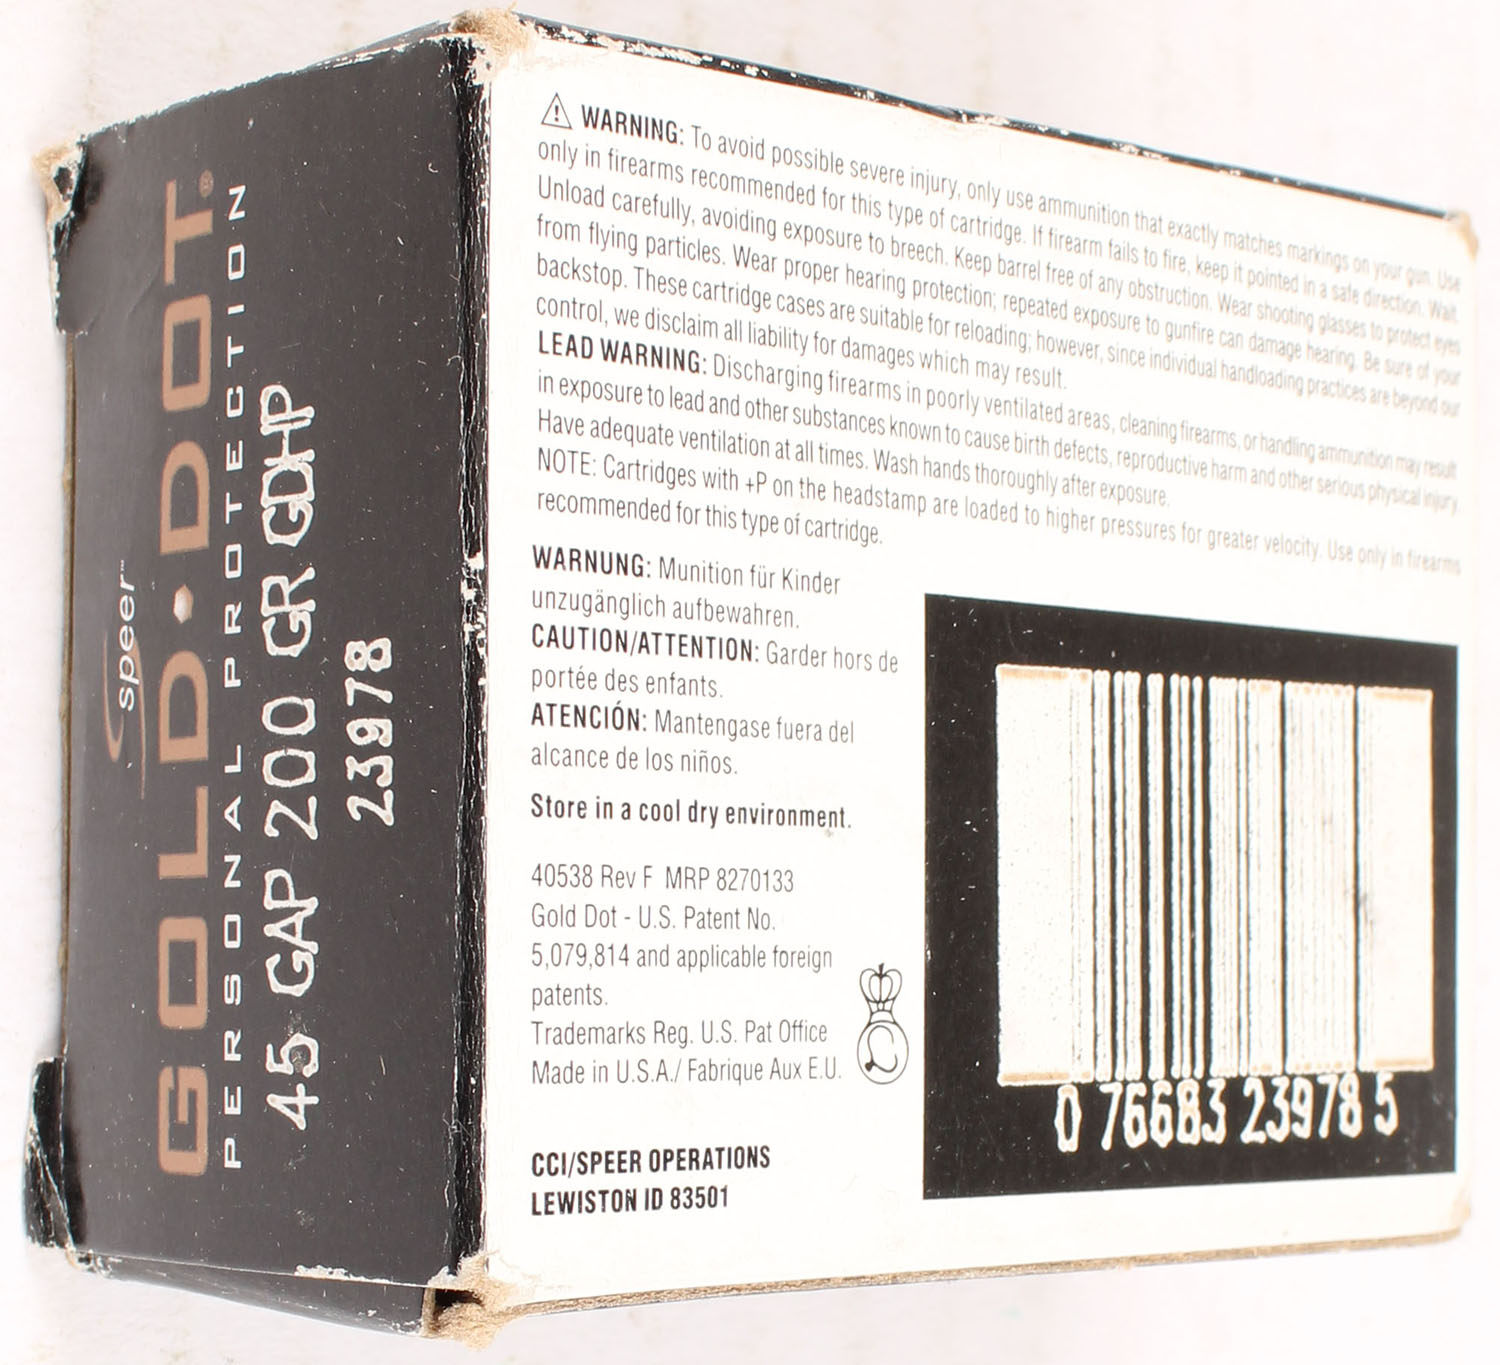 speer™
GOLD•DOT®
PERSONAL PROTECTION
45 GAP 200 GR GDHP
23978
⚠ WARNING: To avoid possible severe injury, only use ammunition that exactly matches markings on your gun. Use
only in firearms recommended for this type of cartridge. If firearm fails to fire, keep it pointed in a safe direction. Wait.
Unload carefully, avoiding exposure to breech. Keep barrel free of any obstruction. Wear shooting glasses to protect eyes
from flying particles. Wear proper hearing protection; repeated exposure to gunfire can damage hearing. Be sure of your
backstop. These cartridge cases are suitable for reloading; however, since individual handloading practices are beyond our
control, we disclaim all liability for damages which may result.
LEAD WARNING: Discharging firearms in poorly ventilated areas, cleaning firearms, or handling ammunition may result
in exposure to lead and other substances known to cause birth defects, reproductive harm and other serious physical injury.
Have adequate ventilation at all times. Wash hands thoroughly after exposure.
NOTE: Cartridges with +P on the headstamp are loaded to higher pressures for greater velocity. Use only in firearms
recommended for this type of cartridge.
WARNUNG: Munition für Kinder
unzugänglich aufbewahren.
CAUTION/ATTENTION: Garder hors de
portée des enfants.
ATENCIÓN: Mantengase fuera del
alcance de los niños.
Store in a cool dry environment.
40538 Rev F MRP 8270133
Gold Dot - U.S. Patent No.
5,079,814 and applicable foreign
patents.
Trademarks Reg. U.S. Pat Office
Made in U.S.A./ Fabrique Aux E.U.
CCI/SPEER OPERATIONS
LEWISTON ID 83501
0 76683 23978 5